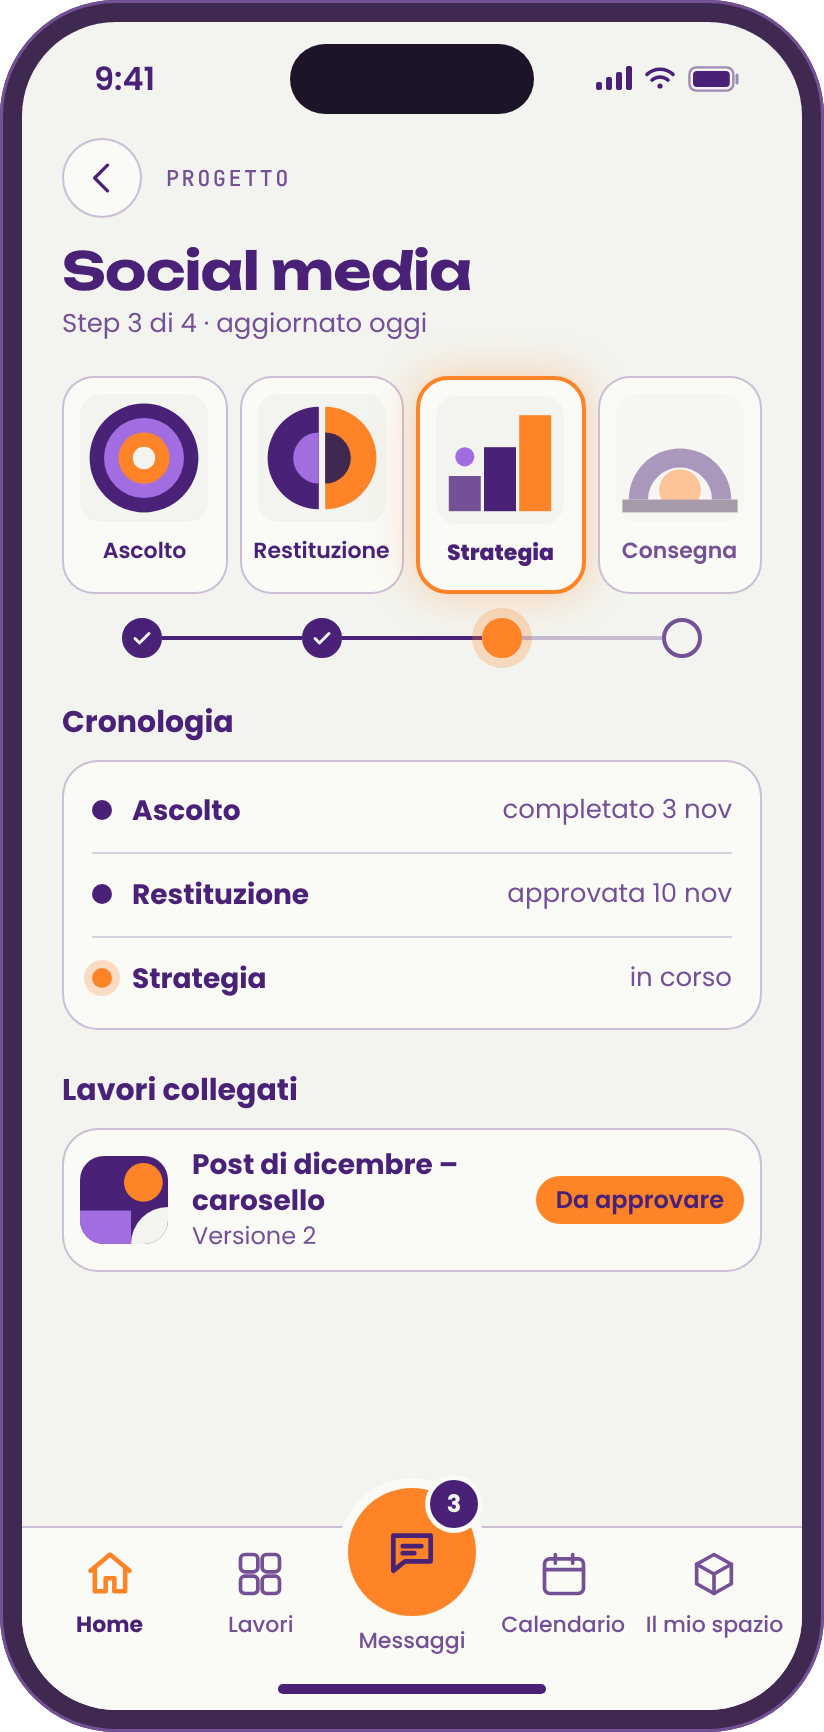 9:41
PROGETTO
Social media
Step 3 di 4 · aggiornato oggi
Ascolto
Restituzione
Strategia
Consegna
Cronologia
Ascolto
completato 3 nov
Restituzione
approvata 10 nov
Strategia
in corso
Lavori collegati
Post di dicembre –
carosello
Versione 2
Da approvare
3
Home
Lavori
Messaggi
Calendario
Il mio spazio